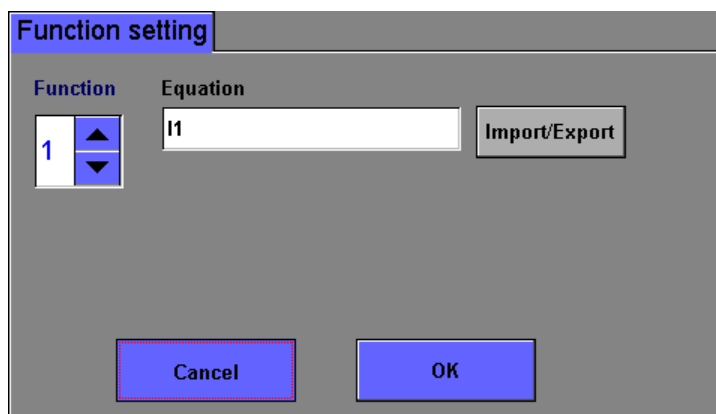 Function setting
Function
Equation
1
I1
Import/Export
Cancel
OK